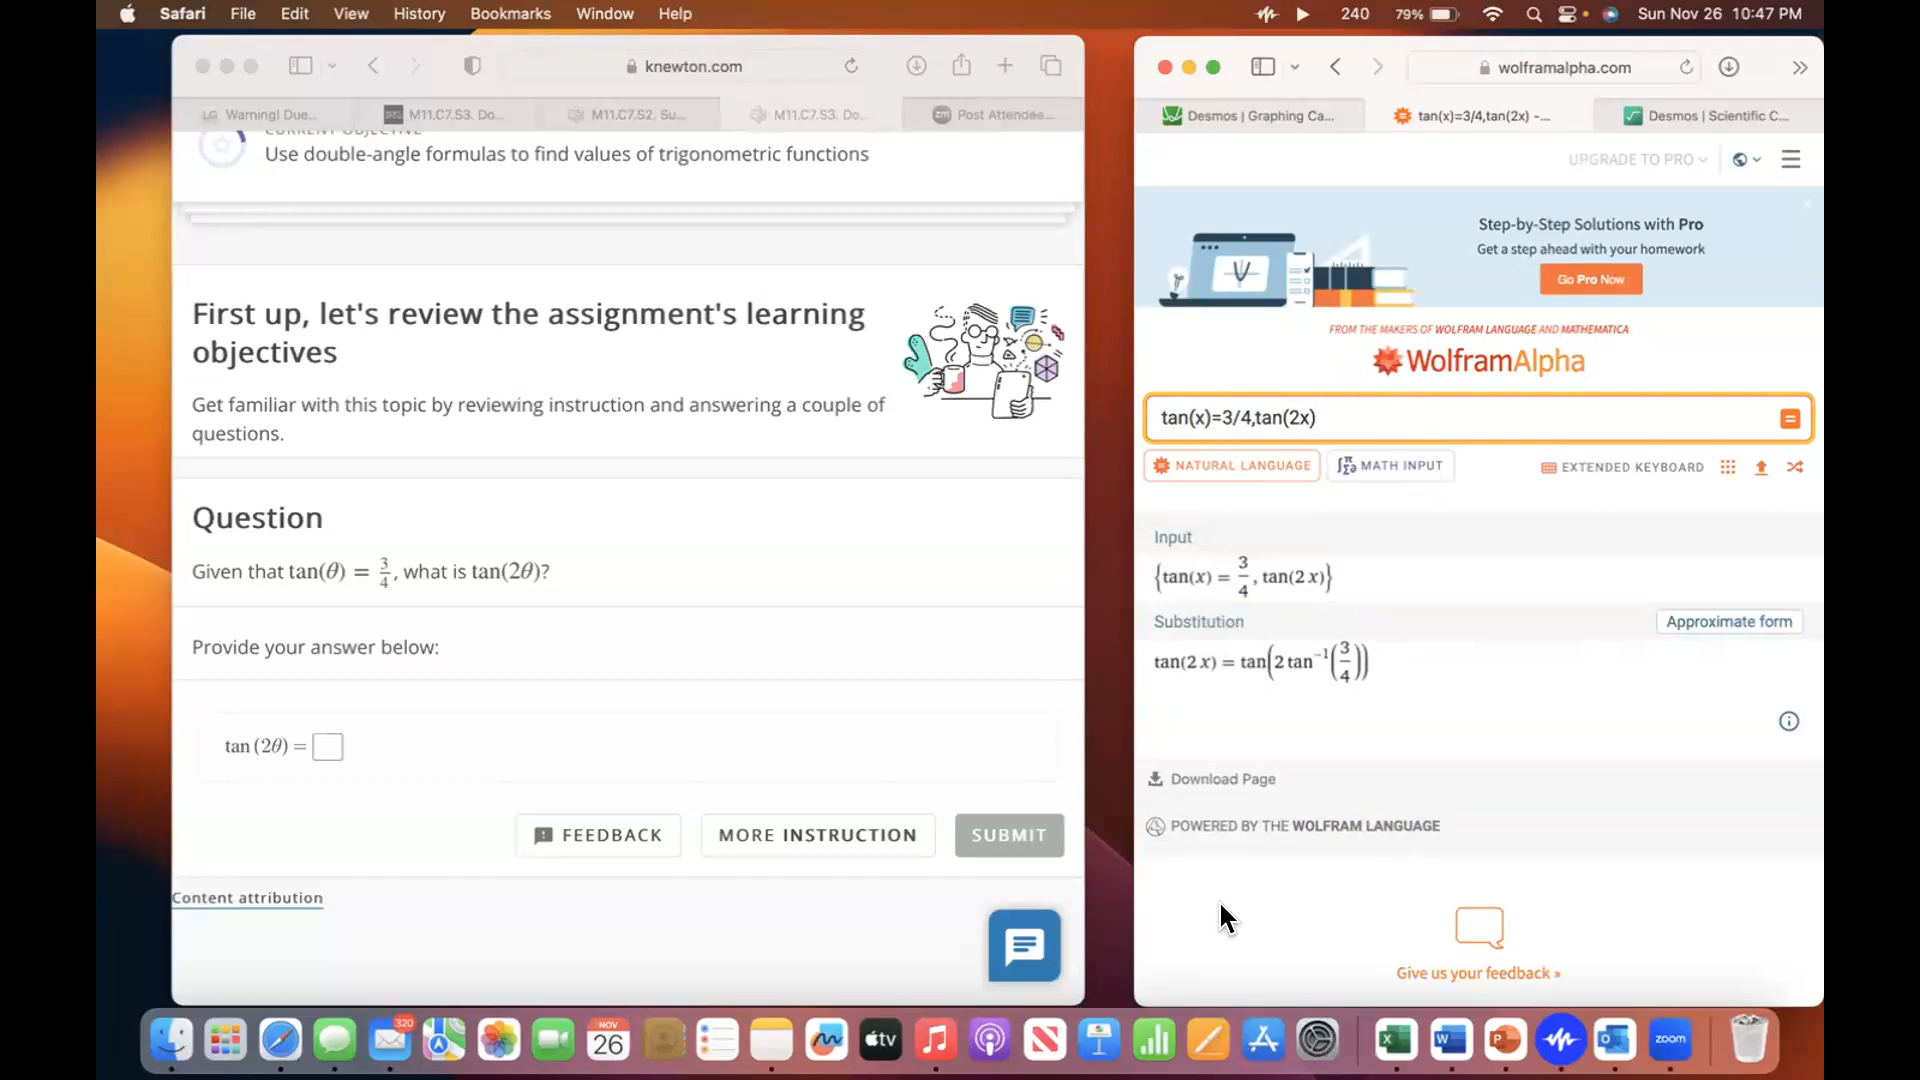 Safari File Edit View History Bookmarks Window Help
240 79% Sun Nov 26 10:47 PM
knewton.com
LG Warning! Due...
M11.C7.S3. Do...
M11.C7.S2. Su...
M11.C7.S3. Do...
zm Post Attendee...
CURRENT OBJECTIVE
Use double-angle formulas to find values of trigonometric functions
First up, let's review the assignment's learning
objectives
Get familiar with this topic by reviewing instruction and answering a couple of
questions.
Question
Given that tan(θ) = 3/4, what is tan(2θ)?
Provide your answer below:
tan (2θ) =
FEEDBACK
MORE INSTRUCTION
SUBMIT
Content attribution
wolframalpha.com
Desmos | Graphing Ca...
tan(x)=3/4,tan(2x) -...
Desmos | Scientific C...
UPGRADE TO PRO
Step-by-Step Solutions with Pro
Get a step ahead with your homework
Go Pro Now
FROM THE MAKERS OF WOLFRAM LANGUAGE AND MATHEMATICA
WolframAlpha
tan(x)=3/4,tan(2x)
NATURAL LANGUAGE
MATH INPUT
EXTENDED KEYBOARD
Input
{tan(x) = 3/4, tan(2 x)}
Substitution
Approximate form
tan(2 x) = tan(2 tan⁻¹(3/4))
Download Page
POWERED BY THE WOLFRAM LANGUAGE
Give us your feedback »
320
NOV
26
tv
zoom